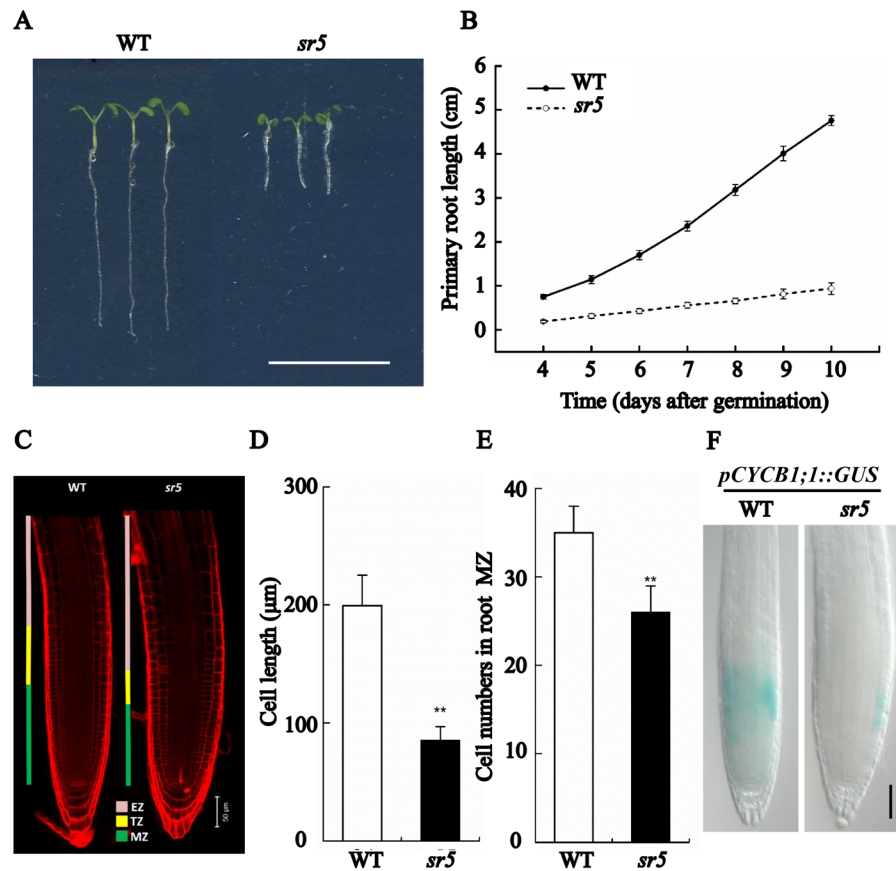 A
WT sr5
B
Primary root length (cm)
6
5
4
3
2
1
0
WT
sr5
4 5 6 7 8 9 10
Time (days after germination)
C
WT sr5
EZ
TZ
MZ
50 µm
D
Cell length (µm)
300
200
100
0
**
WT sr5
E
Cell numbers in root MZ
40
30
20
10
0
**
WT sr5
F
pCYCB1;1::GUS
WT sr5